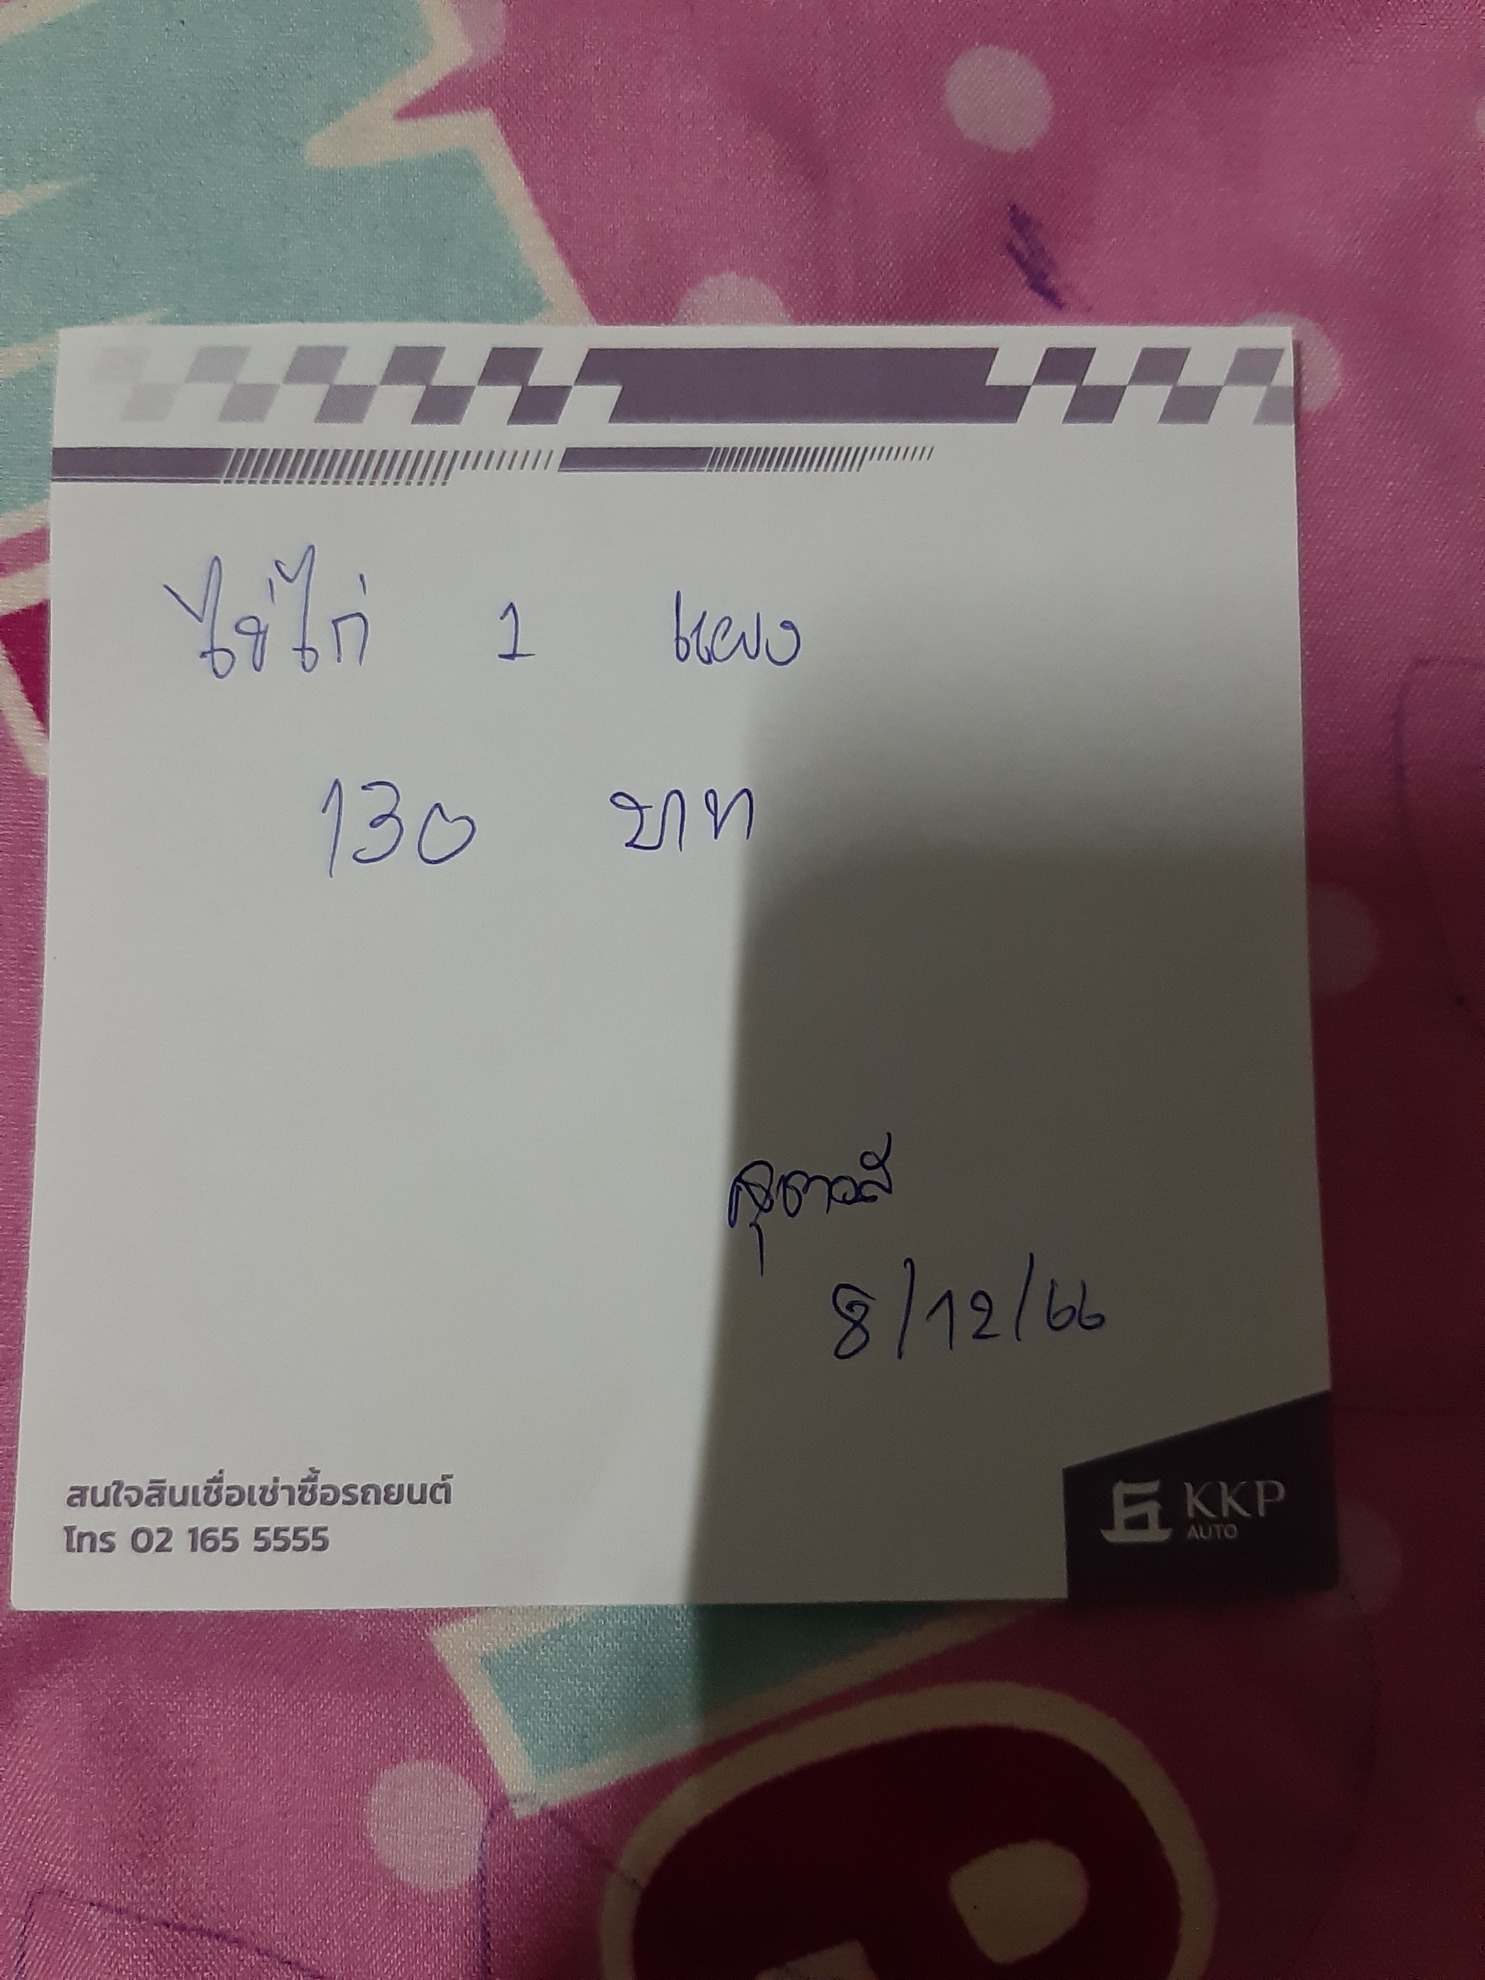 ไข่ไก่ 1 แผง
130 บาท
สุชาวลี
8/12/66
สนใจสินเชื่อเช่าซื้อรถยนต์
โทร 02 165 5555
KKP
AUTO